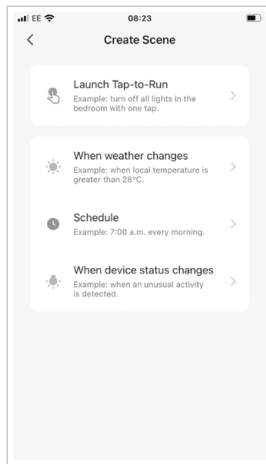 EE 08:23
Create Scene
Launch Tap-to-Run
Example: turn off all lights in the
bedroom with one tap.
When weather changes
Example: when local temperature is
greater than 28°C.
Schedule
Example: 7:00 a.m. every morning.
When device status changes
Example: when an unusual activity
is detected.